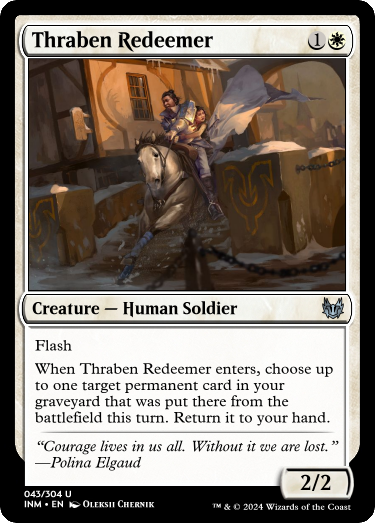 Thraben Redeemer 1
Creature — Human Soldier
Flash
When Thraben Redeemer enters, choose up
to one target permanent card in your
graveyard that was put there from the
battlefield this turn. Return it to your hand.
“Courage lives in us all. Without it we are lost.”
—Polina Elgaud
2/2
043/304 U
INM • EN Oleksii Chernik
™ & © 2024 Wizards of the Coast